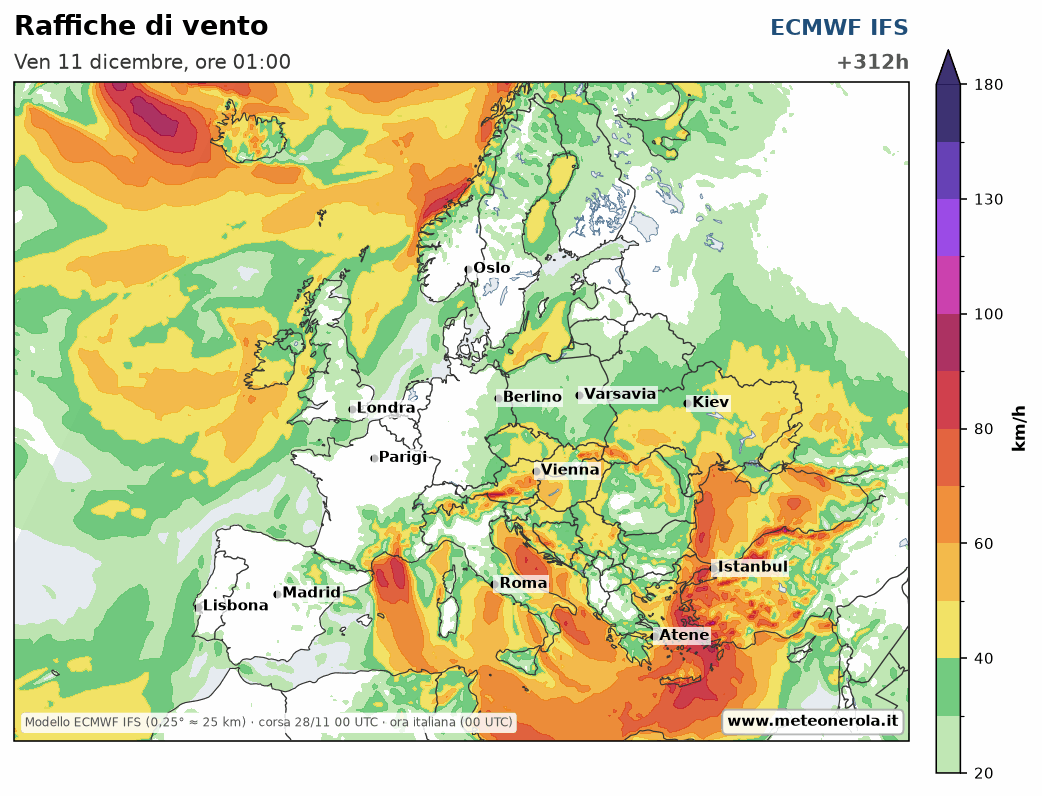 Raffiche di vento
ECMWF IFS
Ven 11 dicembre, ore 01:00
+312h
180
130
100
80
60
40
20
km/h
Oslo
Berlino
Varsavia
Kiev
Londra
Parigi
Vienna
Istanbul
Roma
Madrid
Lisbona
Atene
Modello ECMWF IFS (0,25° ≈ 25 km) · corsa 28/11 00 UTC · ora italiana (00 UTC)
www.meteonerola.it